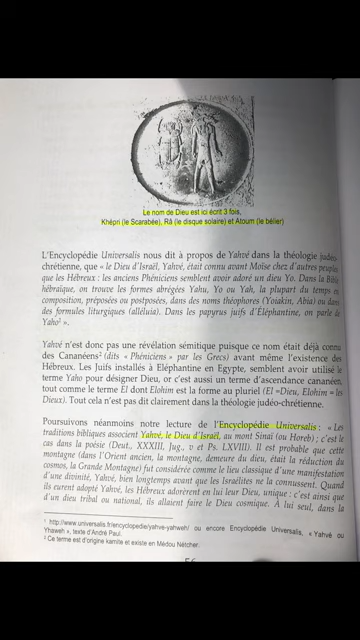 Le nom de Dieu est ici écrit 3 fois,
Khépri (le Scarabée), Râ (le disque solaire) et Atoum (le bélier)
L'Encyclopédie Universalis nous dit à propos de Yahvé dans la théologie judéo-
chrétienne, que « le Dieu d'Israël, Yahvé, était connu avant Moïse chez d'autres peuples
que les Hébreux : les anciens Phéniciens semblent avoir adoré un dieu Yo. Dans la Bible
hébraïque, on trouve les formes abrégées Yahu, Yo ou Yah, la plupart du temps en
composition, préposées ou postposées, dans des noms théophores (Yoiakin, Abia) ou dans
des formules liturgiques (alléluia). Dans les papyrus juifs d'Éléphantine, on parle de
Yaho¹ ».
Yahvé n'est donc pas une révélation sémitique puisque ce nom était déjà connu
des Cananéens² (dits « Phéniciens » par les Grecs) avant même l'existence des
Hébreux. Les Juifs installés à Eléphantine en Egypte, semblent avoir utilisé le
terme Yaho pour désigner Dieu, or c'est aussi un terme d'ascendance cananéen,
tout comme le terme El dont Elohim est la forme au pluriel (El =Dieu, Elohim = les
Dieux). Tout cela n'est pas dit clairement dans la théologie judéo-chrétienne.
Poursuivons néanmoins notre lecture de l'Encyclopédie Universalis : « Les
traditions bibliques associent Yahvé, le Dieu d'Israël, au mont Sinaï (ou Horeb) ; c'est le
cas dans la poésie (Deut., XXXIII, Jug., v et Ps. LXVIII). Il est probable que cette
montagne (dans l'Orient ancien, la montagne, demeure du dieu, était la réduction du
cosmos, la Grande Montagne) fut considérée comme le lieu classique d'une manifestation
d'une divinité, Yahvé, bien longtemps avant que les Israélites ne la connussent. Quand
ils eurent adopté Yahvé, les Hébreux adorèrent en lui leur Dieu, unique : c'est ainsi que
d'un dieu tribal ou national, ils allaient faire le Dieu cosmique. À lui seul, dans la
¹ http://www.universalis.fr/encyclopedie/yahve-yahweh/ ou encore Encyclopédie Universalis, « Yahvé ou
Yhaweh », texte d'André Paul.
² Ce terme est d'origine kamite et existe en Médou Nétcher.
56